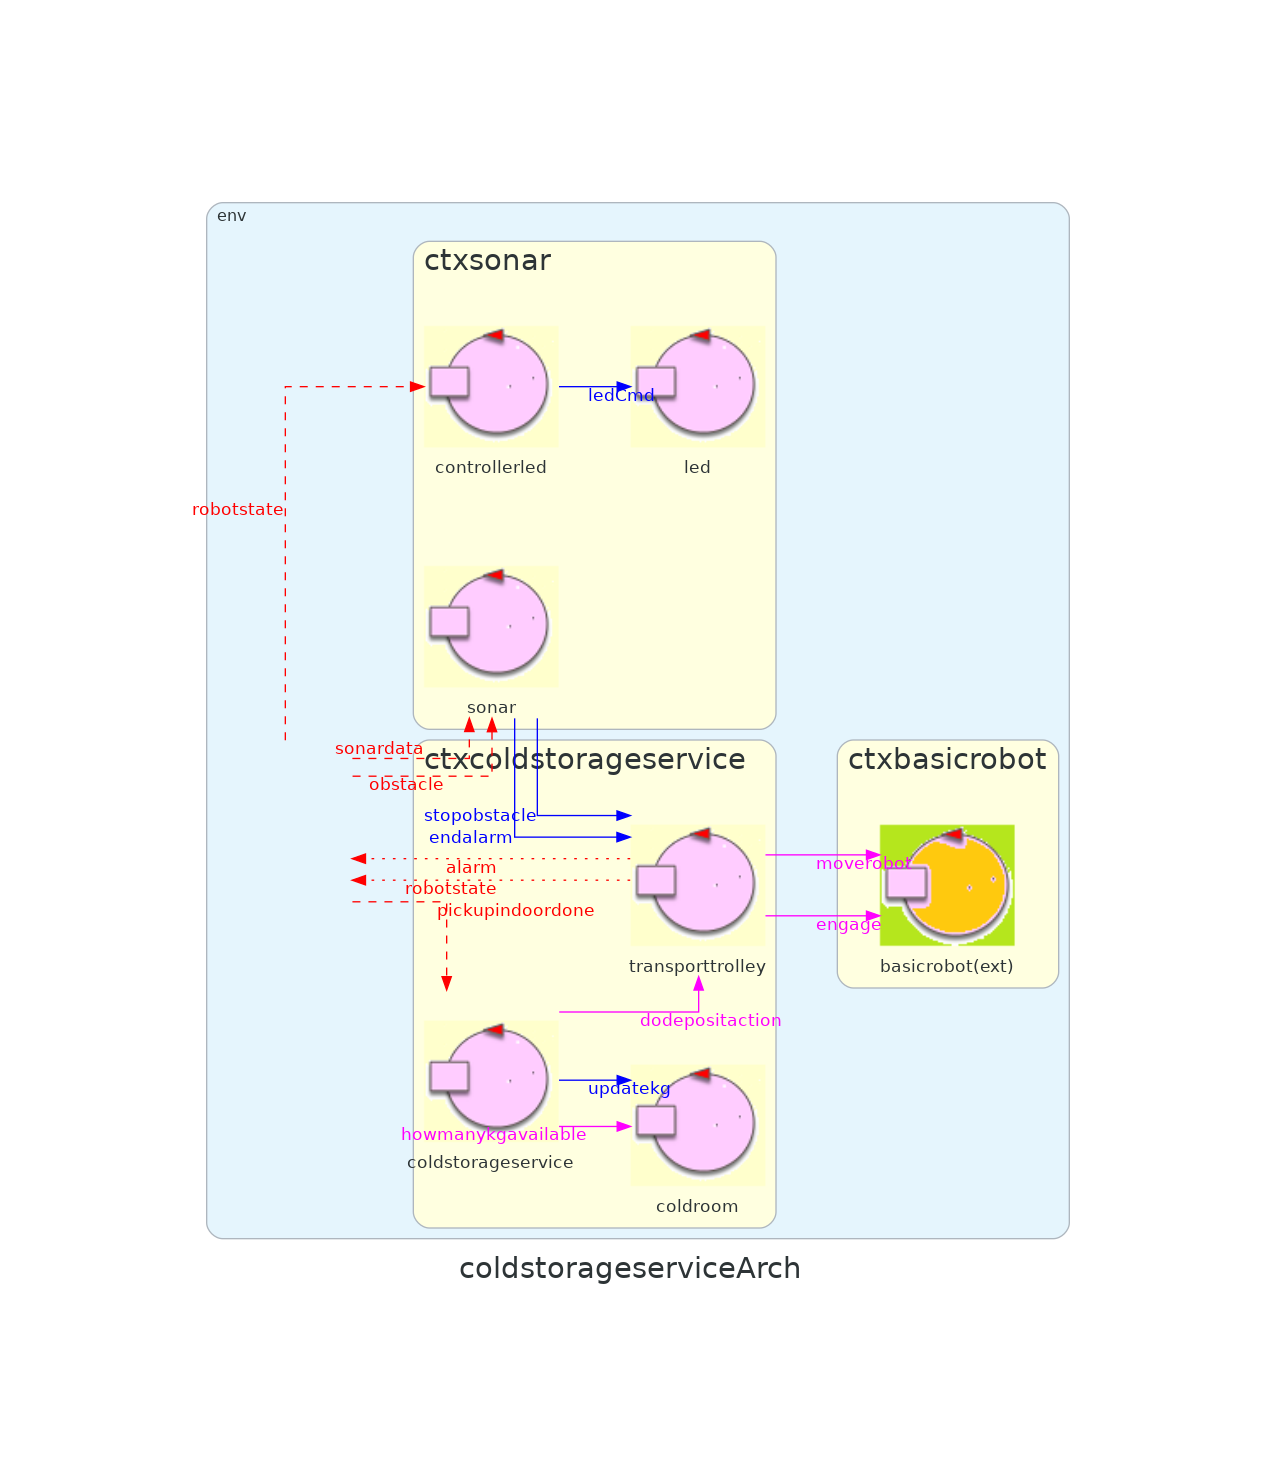 env
ctxsonar
ledCmd
controllerled
led
robotstate
sonar
sonardata
ctxcoldstorageservice
ctxbasicrobot
obstacle
stopobstacle
endalarm
alarm
moverobot
robotstate
pickupindoordone
engage
transporttrolley
basicrobot(ext)
dodepositaction
updatekg
howmanykgavailable
coldstorageservice
coldroom
coldstorageserviceArch